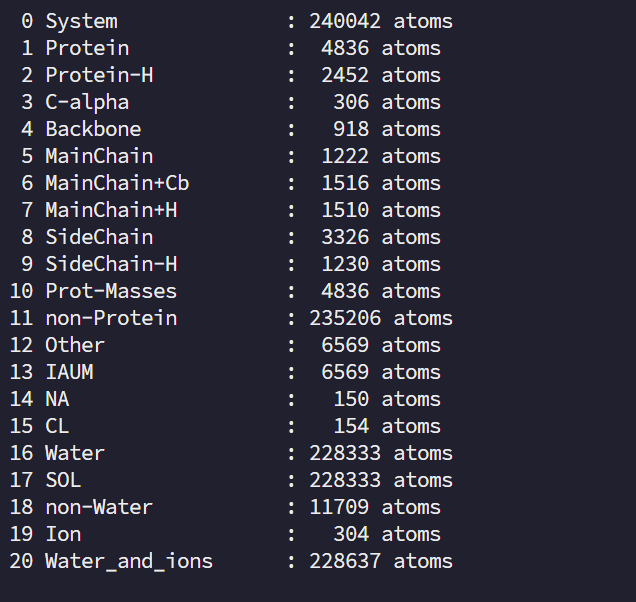 0 System              : 240042 atoms
1 Protein             :   4836 atoms
2 Protein-H           :   2452 atoms
3 C-alpha             :    306 atoms
4 Backbone            :    918 atoms
5 MainChain           :   1222 atoms
6 MainChain+Cb        :   1516 atoms
7 MainChain+H         :   1510 atoms
8 SideChain           :   3326 atoms
9 SideChain-H         :   1230 atoms
10 Prot-Masses         :   4836 atoms
11 non-Protein         : 235206 atoms
12 Other               :   6569 atoms
13 IAUM                :   6569 atoms
14 NA                  :    150 atoms
15 CL                  :    154 atoms
16 Water               : 228333 atoms
17 SOL                 : 228333 atoms
18 non-Water           : 11709 atoms
19 Ion                 :    304 atoms
20 Water_and_ions      : 228637 atoms